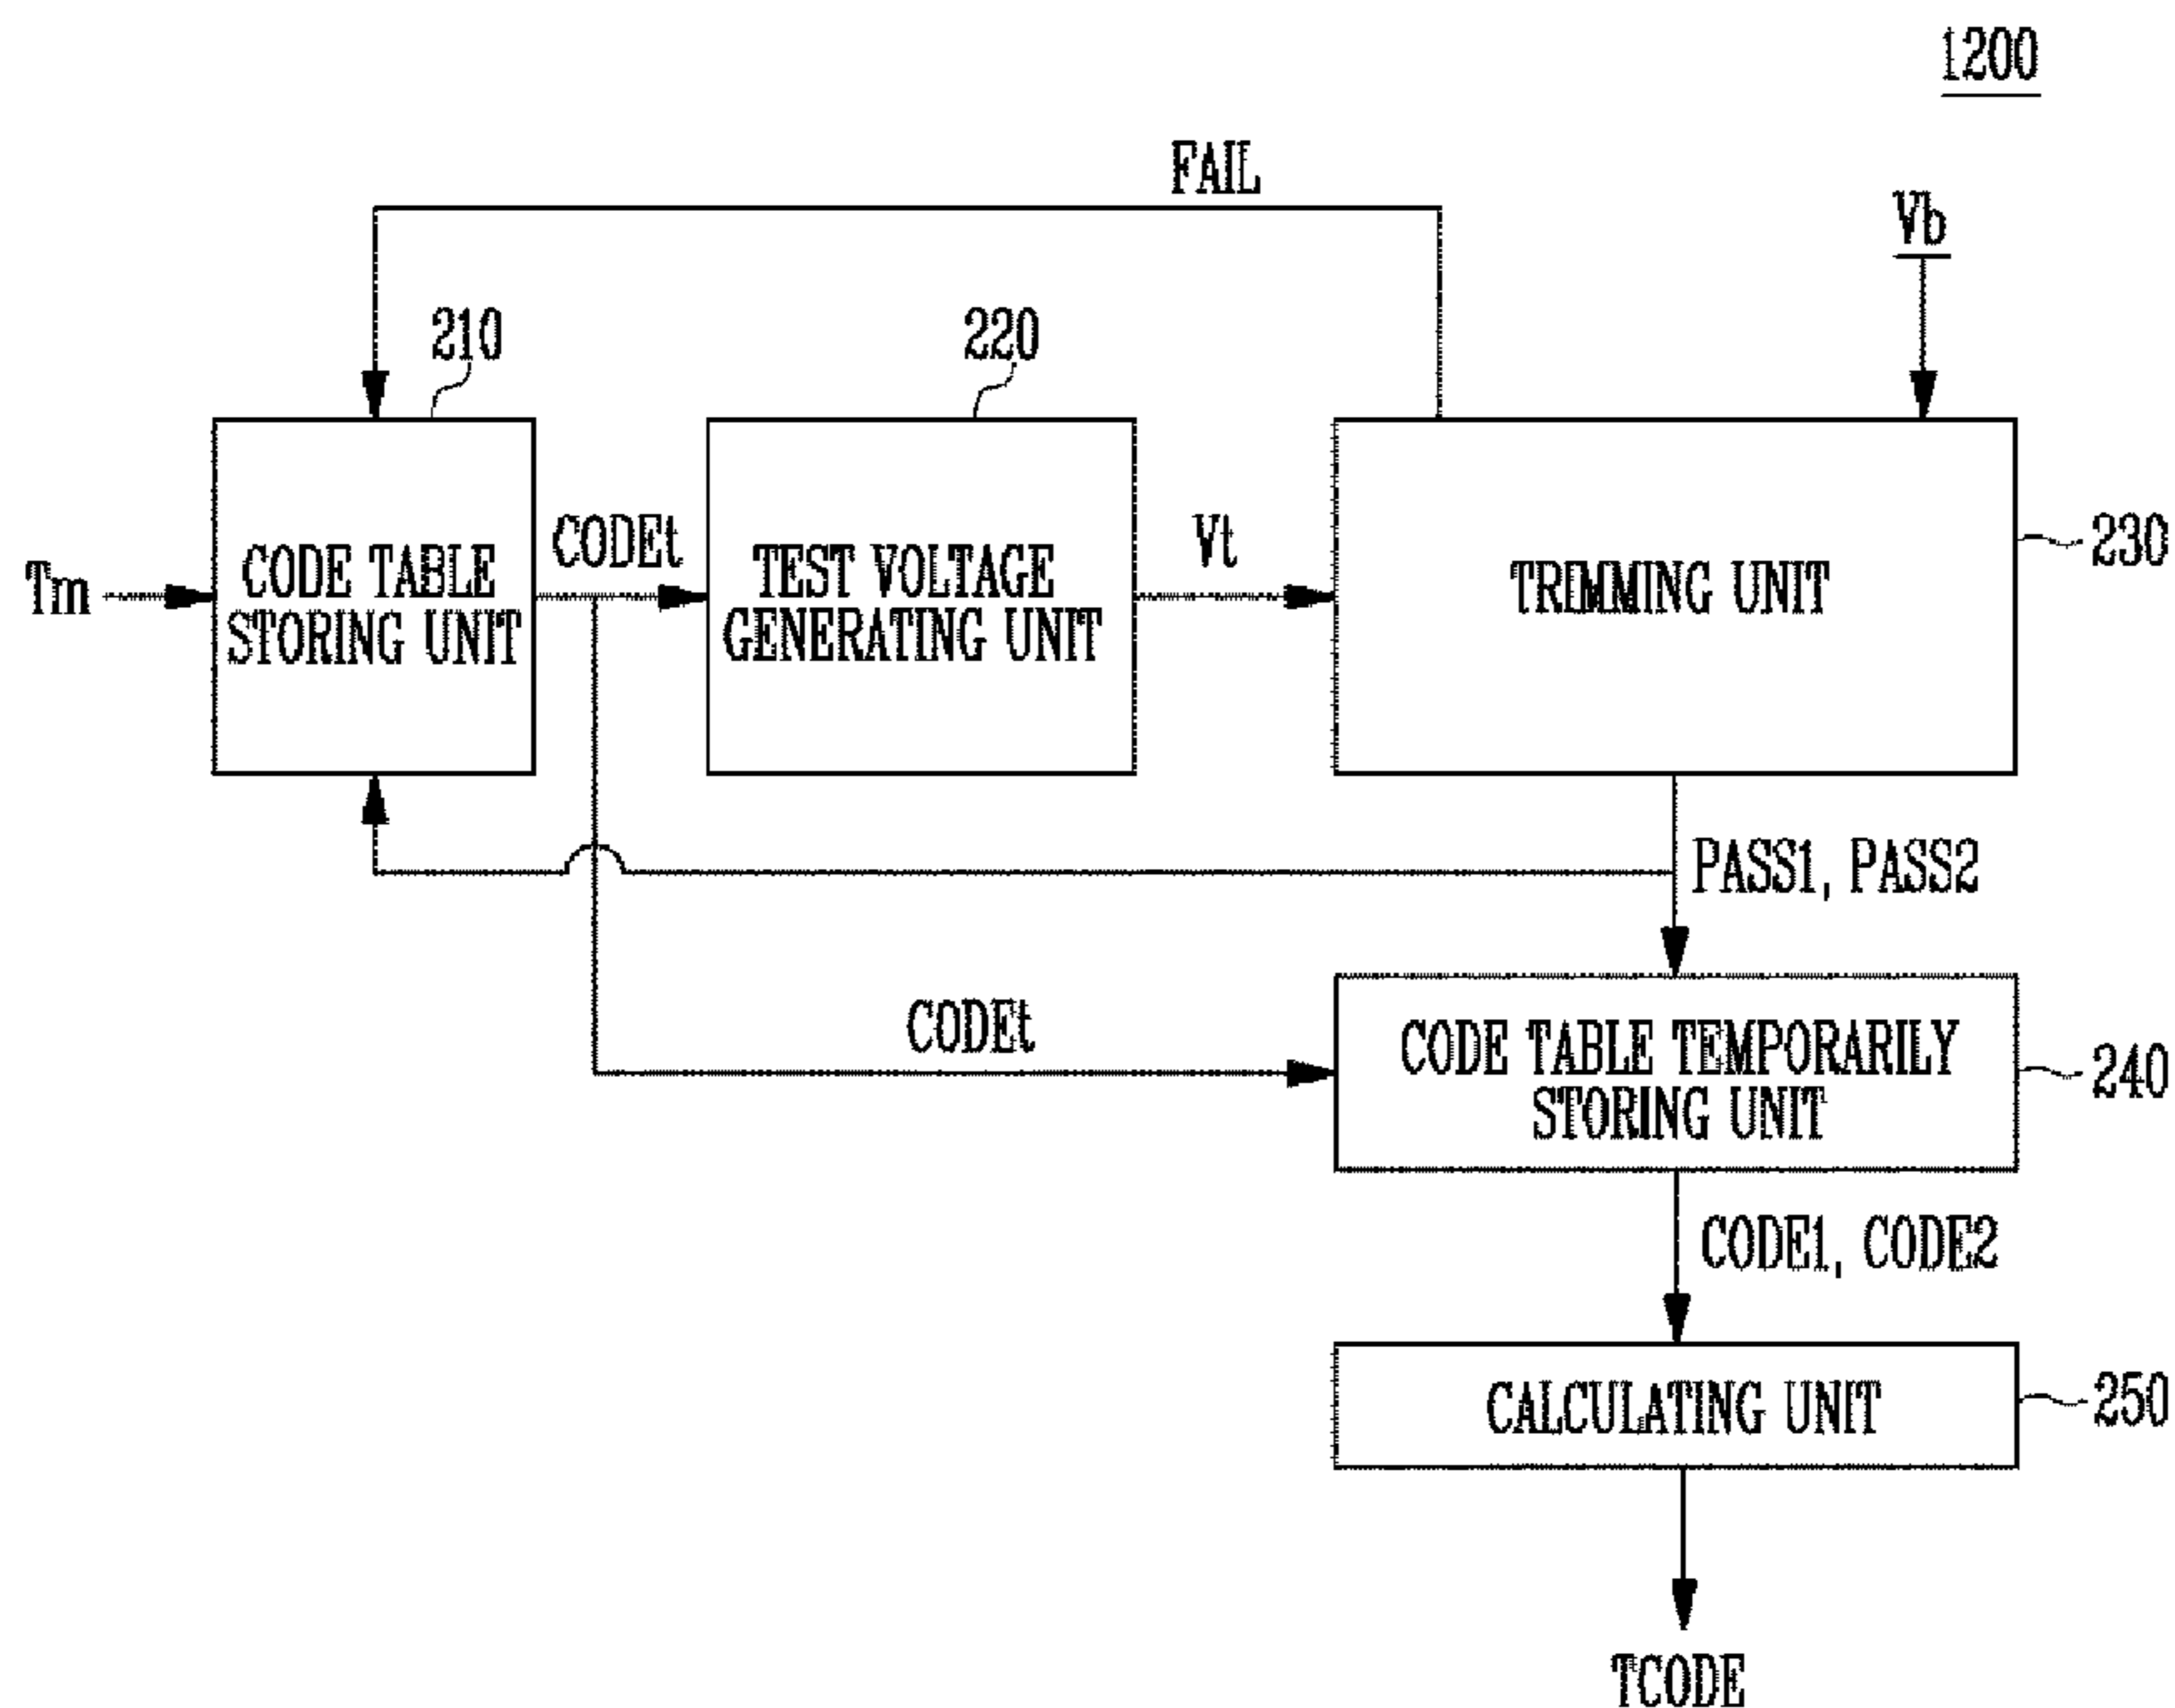 1200
FAIL
Vb
210
220
CODE TABLE
STORING UNIT
CODEt
TEST VOLTAGE
GENERATING UNIT
Vt
TRIMMING UNIT
230
Tm
PASS1, PASS2
CODEt
CODE TABLE TEMPORARILY
STORING UNIT
240
CODE1, CODE2
CALCULATING UNIT
250
TCODE